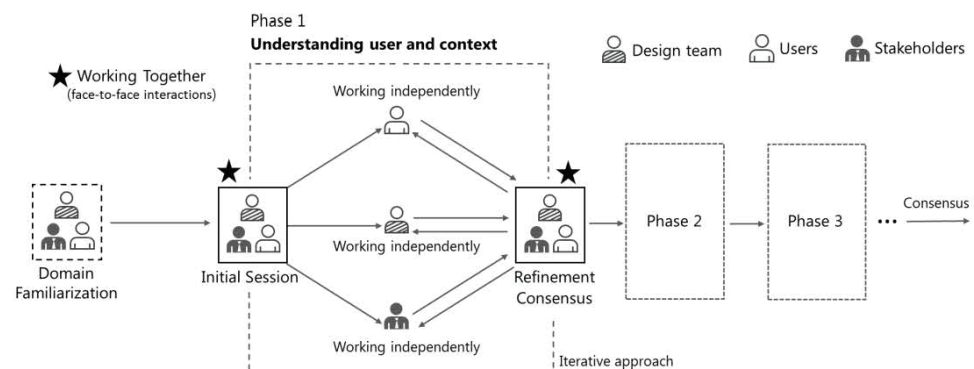 Phase 1
Understanding user and context
Design team
Users
Stakeholders
Working Together
(face-to-face interactions)
Working independently
Working independently
Working independently
Domain
Familiarization
Initial Session
Refinement
Consensus
Phase 2
Phase 3
...
Consensus
Iterative approach